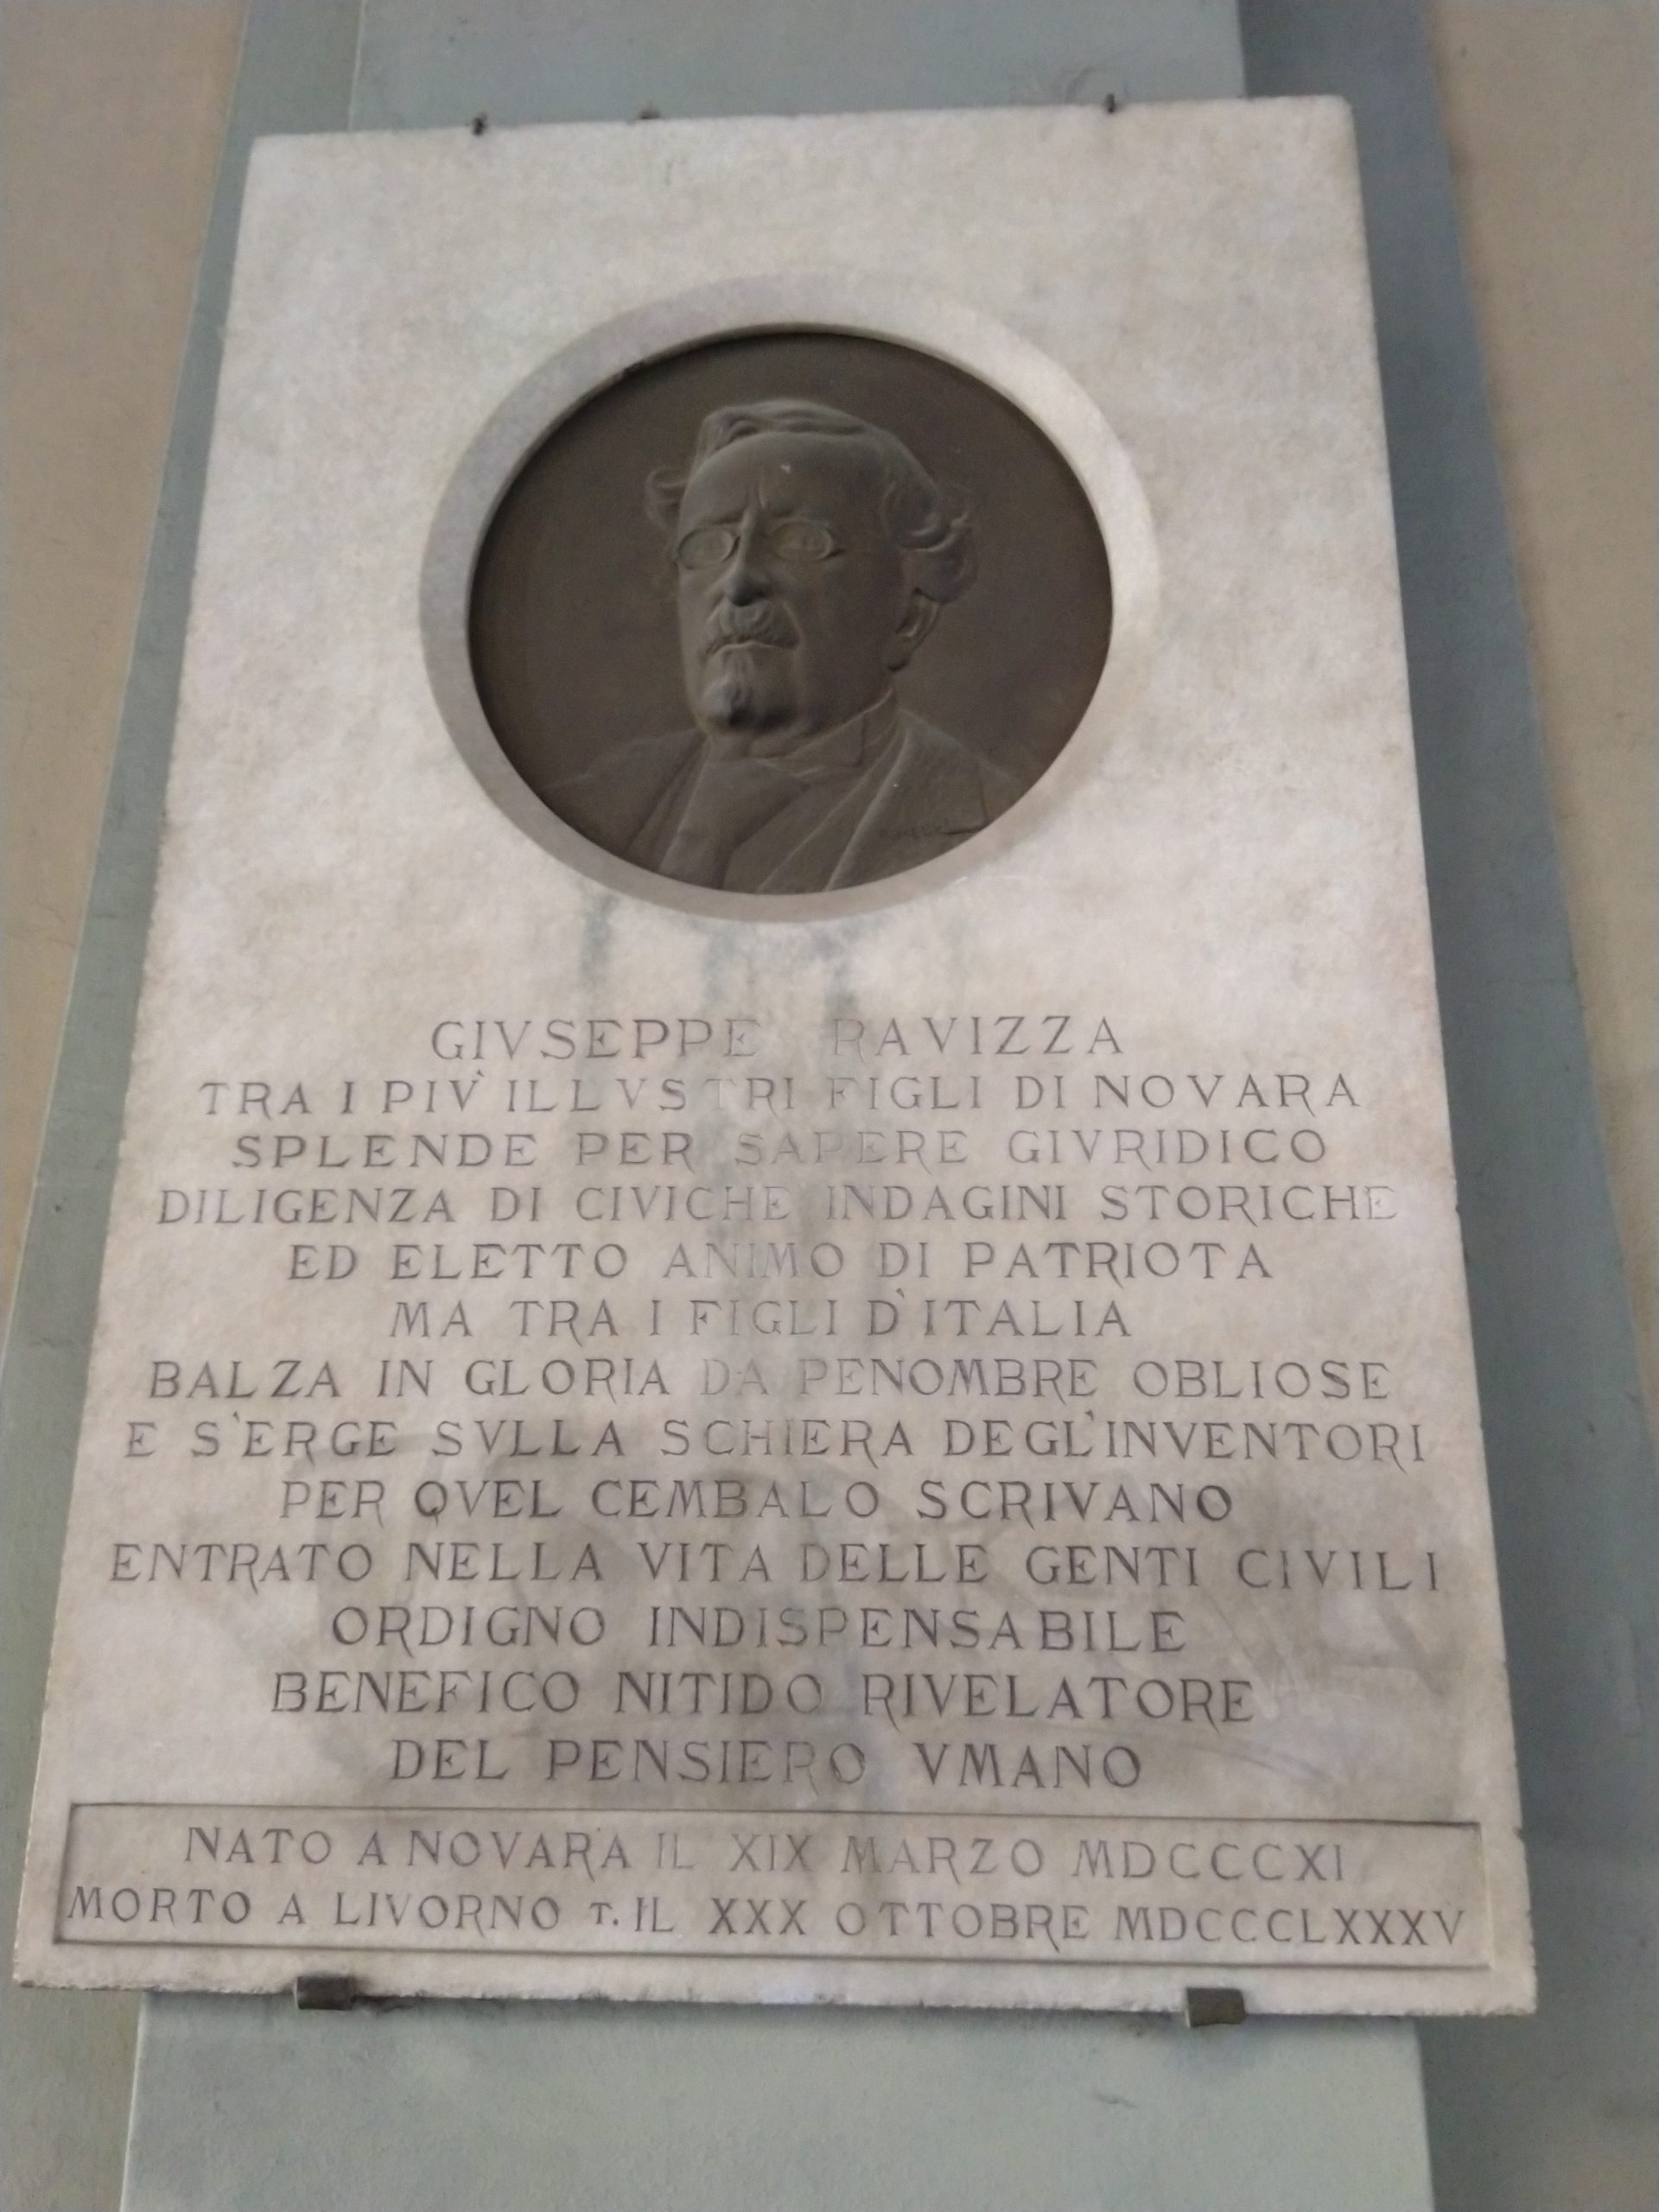 GIVSEPPE RAVIZZA
TRA I PIV̀ ILLVSTRI FIGLI DI NOVARA
SPLENDE PER SAPERE GIVRIDICO
DILIGENZA DI CIVICHE INDAGINI STORICHE
ED ELETTO ANIMO DI PATRIOTA
MA TRA I FIGLI D'ITALIA
BALZA IN GLORIA DA PENOMBRE OBLIOSE
E S'ERGE SVLLA SCHIERA DEGL'INVENTORI
PER QVEL CEMBALO SCRIVANO
ENTRATO NELLA VITA DELLE GENTI CIVILI
ORDIGNO INDISPENSABILE
BENEFICO NITIDO RIVELATORE
DEL PENSIERO VMANO
NATO A NOVARA IL XIX MARZO MDCCCXI
MORTO A LIVORNO T. IL XXX OTTOBRE MDCCCLXXXV